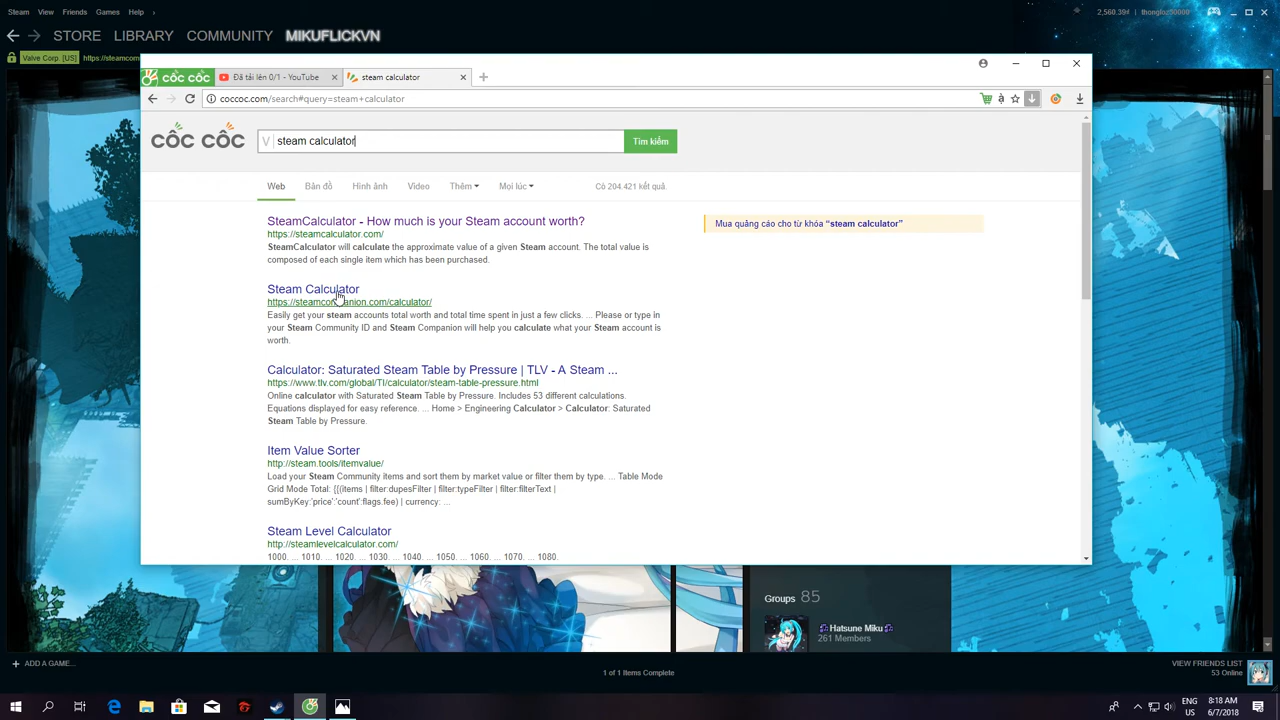 Steam View Friends Games Help
2,560.39₫ thongloz50000
STORE LIBRARY COMMUNITY MIKUFLICKVN
Valve Corp. [US] https://steamcom
CỐC CỐC Đã tải lên 0/1 - YouTube steam calculator
coccoc.com/search#query=steam+calculator
CỐC CỐC V steam calculator Tìm kiếm
Web Bản đồ Hình ảnh Video Thêm Mọi lúc Có 204.421 kết quả.
SteamCalculator - How much is your Steam account worth?
https://steamcalculator.com/
SteamCalculator will calculate the approximate value of a given Steam account. The total value is
composed of each single item which has been purchased.
Mua quảng cáo cho từ khóa “steam calculator”
Steam Calculator
https://steamcompanion.com/calculator/
Easily get your steam accounts total worth and total time spent in just a few clicks. ... Please or type in
your Steam Community ID and Steam Companion will help you calculate what your Steam account is
worth.
Calculator: Saturated Steam Table by Pressure | TLV - A Steam ...
https://www.tlv.com/global/TI/calculator/steam-table-pressure.html
Online calculator with Saturated Steam Table by Pressure. Includes 53 different calculations.
Equations displayed for easy reference. ... Home > Engineering Calculator > Calculator: Saturated
Steam Table by Pressure.
Item Value Sorter
http://steam.tools/itemvalue/
Load your Steam Community items and sort them by market value or filter them by type. ... Table Mode
Grid Mode Total: {{(items | filter:dupesFilter | filter:typeFilter | filter:filterText |
sumByKey:'price':'count':flags.fee) | currency: ...
Steam Level Calculator
http://steamlevelcalculator.com/
1000. ... 1010. ... 1020. ... 1030. ... 1040. ... 1050. ... 1060. ... 1070. ... 1080.
Groups 85
Hatsune Miku
261 Members
+ ADD A GAME...
1 of 1 Items Complete
VIEW FRIENDS LIST
53 Online
ENG 8:18 AM
US 6/7/2018